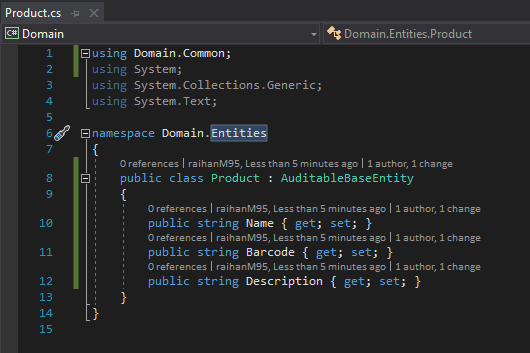 Product.cs
Domain
Domain.Entities.Product
1 using Domain.Common;
2 using System;
3 using System.Collections.Generic;
4 using System.Text;
5
6 namespace Domain.Entities
7 {
0 references | raihanM95, Less than 5 minutes ago | 1 author, 1 change
8 public class Product : AuditableBaseEntity
9 {
0 references | raihanM95, Less than 5 minutes ago | 1 author, 1 change
10 public string Name { get; set; }
0 references | raihanM95, Less than 5 minutes ago | 1 author, 1 change
11 public string Barcode { get; set; }
0 references | raihanM95, Less than 5 minutes ago | 1 author, 1 change
12 public string Description { get; set; }
13 }
14 }
15